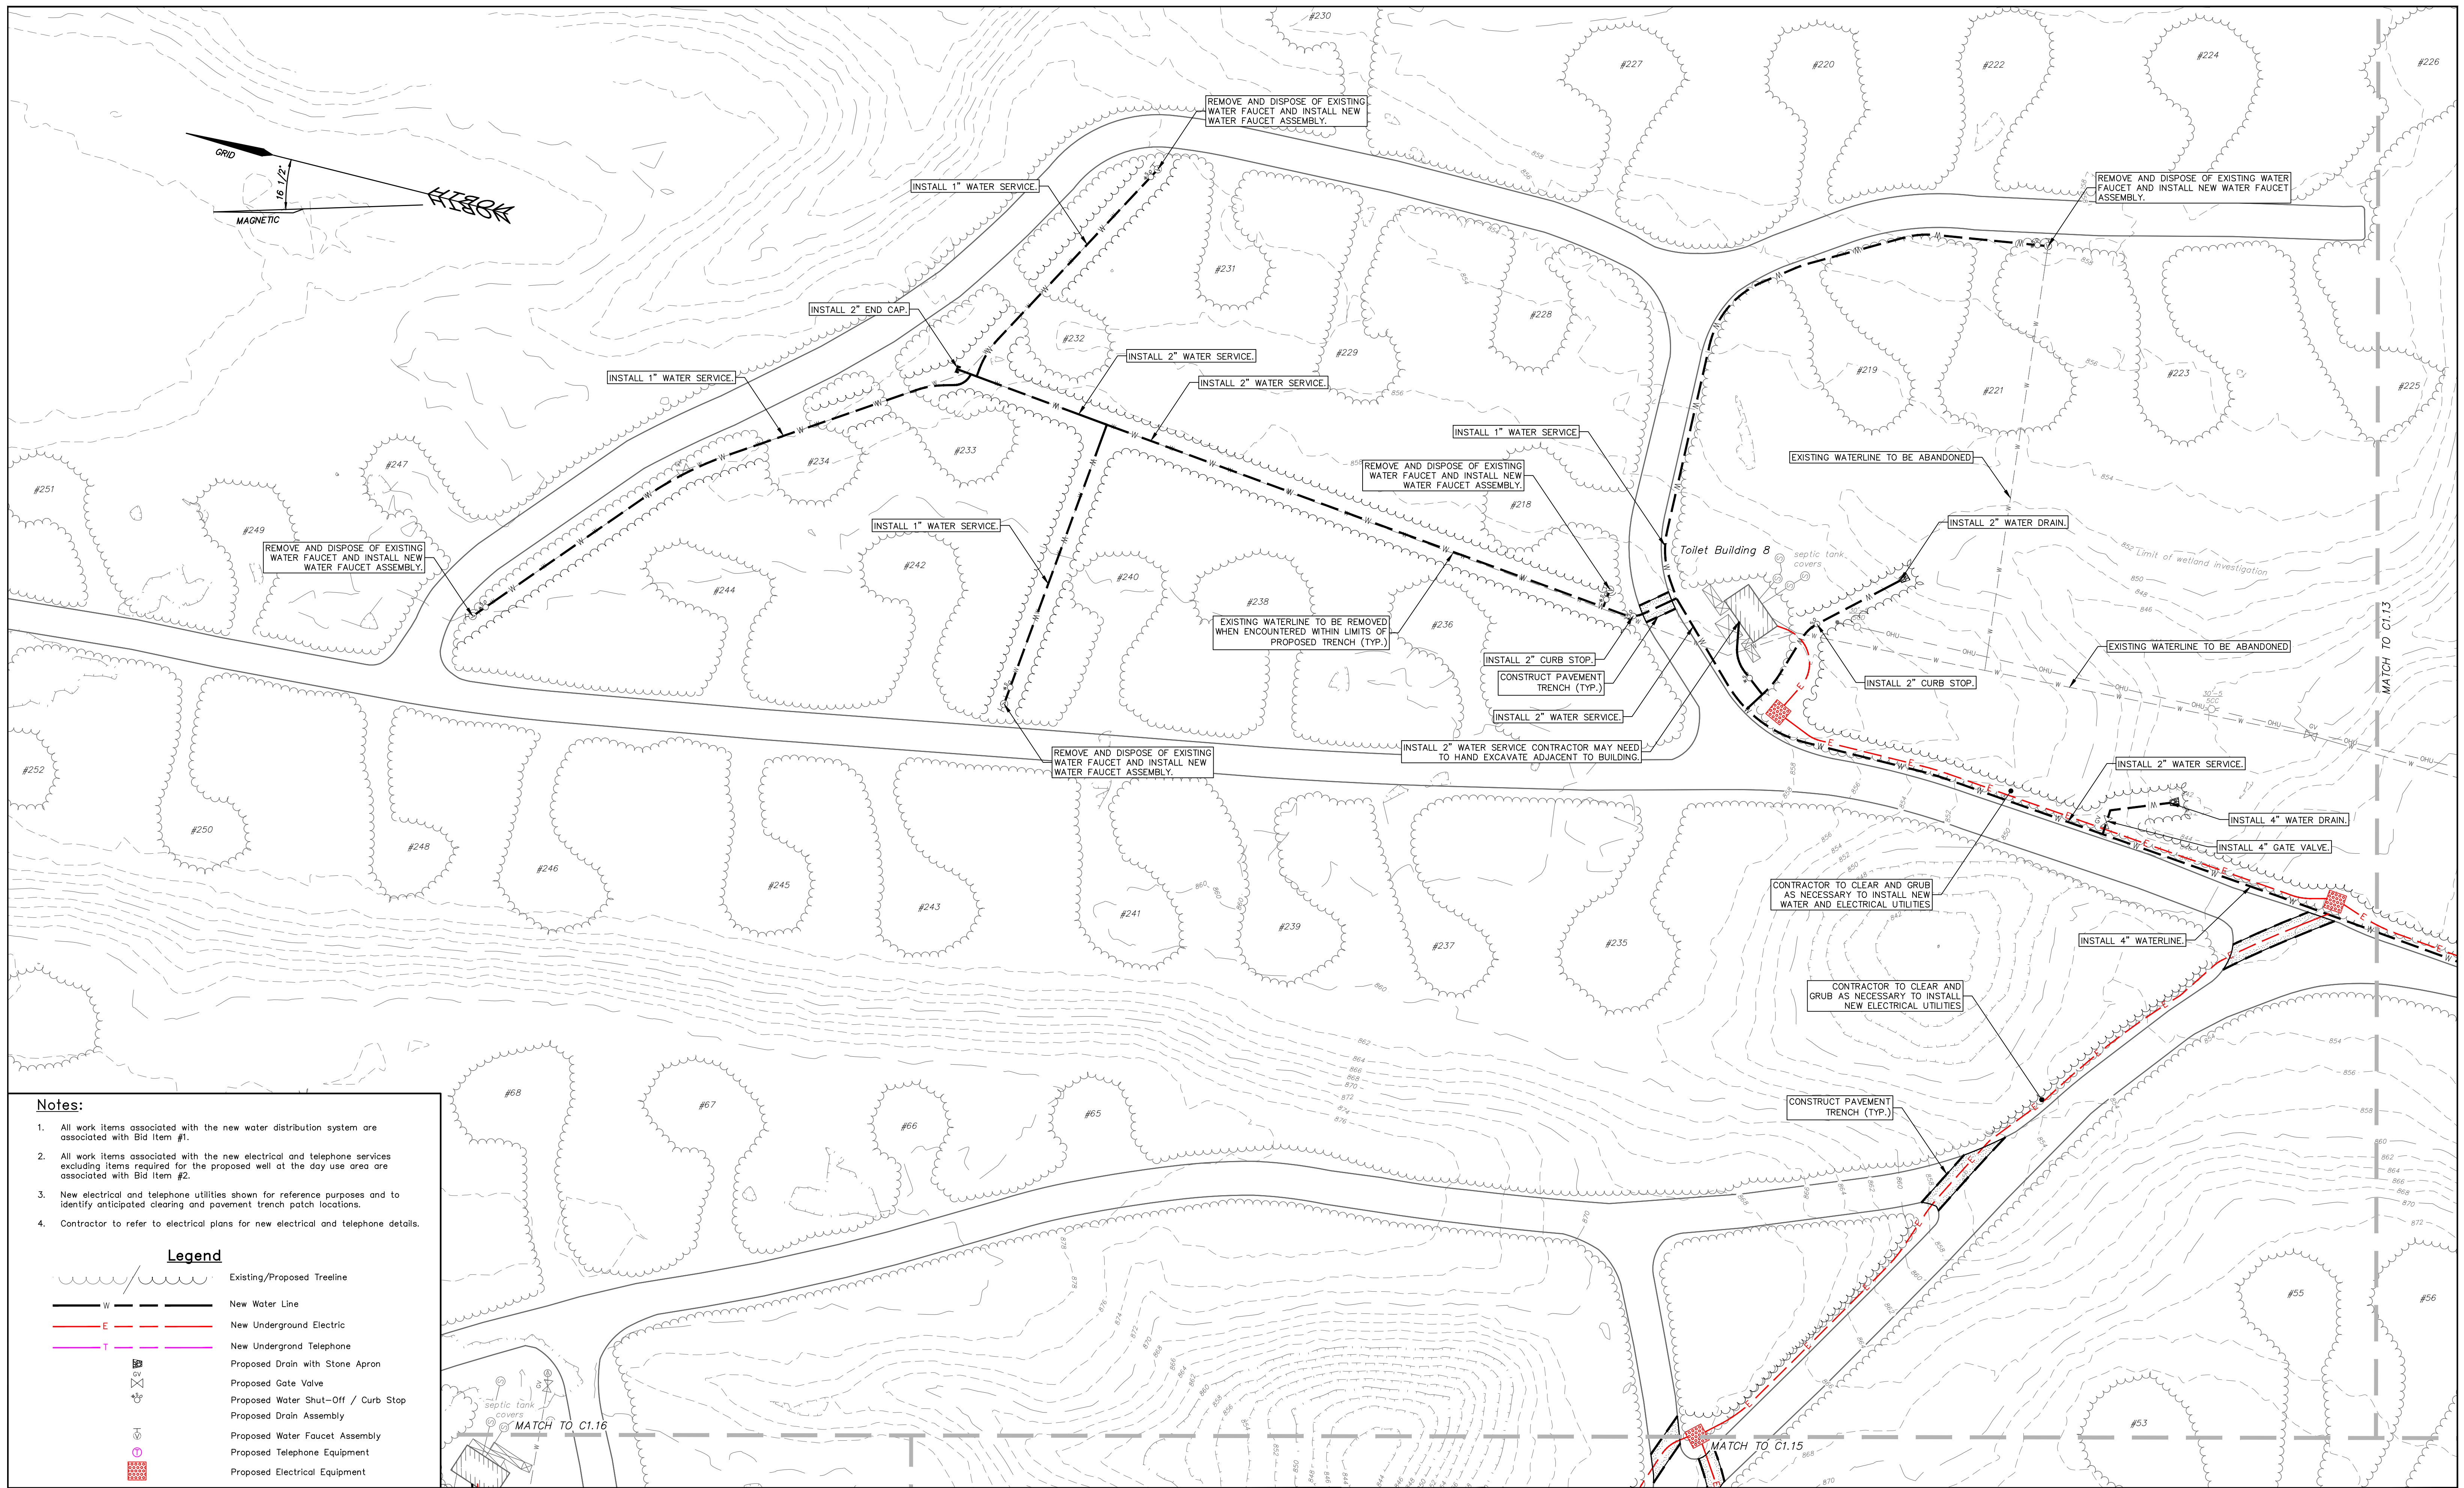 #230
#227
#220
#222
#224
#226
REMOVE AND DISPOSE OF EXISTING
WATER FAUCET AND INSTALL NEW
WATER FAUCET ASSEMBLY.
GRID
16 1/2°
MAGNETIC
NORTH
INSTALL 1" WATER SERVICE.
REMOVE AND DISPOSE OF EXISTING WATER
FAUCET AND INSTALL NEW WATER FAUCET
ASSEMBLY.
858
856
854
#231
INSTALL 2" END CAP.
#228
#232
#229
INSTALL 2" WATER SERVICE.
INSTALL 1" WATER SERVICE.
INSTALL 2" WATER SERVICE.
#219
#221
#223
#225
856
INSTALL 1" WATER SERVICE
#233
#234
#247
#251
EXISTING WATERLINE TO BE ABANDONED
REMOVE AND DISPOSE OF EXISTING
WATER FAUCET AND INSTALL NEW
WATER FAUCET ASSEMBLY.
#218
#249
INSTALL 1" WATER SERVICE.
INSTALL 2" WATER DRAIN.
REMOVE AND DISPOSE OF EXISTING
WATER FAUCET AND INSTALL NEW
WATER FAUCET ASSEMBLY.
Toilet Building 8
septic tank
covers
852 Limit of wetland investigation
850
848
846
#242
#240
#244
#238
#236
EXISTING WATERLINE TO BE REMOVED
WHEN ENCOUNTERED WITHIN LIMITS OF
PROPOSED TRENCH (TYP.)
MATCH TO C1.13
EXISTING WATERLINE TO BE ABANDONED
INSTALL 2" CURB STOP.
CONSTRUCT PAVEMENT
TRENCH (TYP.)
INSTALL 2" CURB STOP.
INSTALL 2" WATER SERVICE.
INSTALL 2" WATER SERVICE CONTRACTOR MAY NEED
TO HAND EXCAVATE ADJACENT TO BUILDING.
REMOVE AND DISPOSE OF EXISTING
WATER FAUCET AND INSTALL NEW
WATER FAUCET ASSEMBLY.
#252
INSTALL 2" WATER SERVICE.
INSTALL 4" WATER DRAIN.
INSTALL 4" GATE VALVE.
#250
#248
#246
#245
#243
#241
#239
#237
#235
CONTRACTOR TO CLEAR AND GRUB
AS NECESSARY TO INSTALL NEW
WATER AND ELECTRICAL UTILITIES
INSTALL 4" WATERLINE.
CONTRACTOR TO CLEAR AND
GRUB AS NECESSARY TO INSTALL
NEW ELECTRICAL UTILITIES
860
862
864
866
868
870
872
874
876
#68
#67
#66
#65
CONSTRUCT PAVEMENT
TRENCH (TYP.)
#55
#56
#53
Notes:
1. All work items associated with the new water distribution system are
associated with Bid Item #1.
2. All work items associated with the new electrical and telephone services
excluding items required for the proposed well at the day use area are
associated with Bid Item #2.
3. New electrical and telephone utilities shown for reference purposes and to
identify anticipated clearing and pavement trench patch locations.
4. Contractor to refer to electrical plans for new electrical and telephone details.
Legend
Existing/Proposed Treeline
W New Water Line
E New Underground Electric
T New Undergrond Telephone
Proposed Drain with Stone Apron
GV
Proposed Gate Valve
Proposed Water Shut-Off / Curb Stop
Proposed Drain Assembly
Proposed Water Faucet Assembly
T Proposed Telephone Equipment
Proposed Electrical Equipment
septic tank
covers
MATCH TO C1.16
MATCH TO C1.15